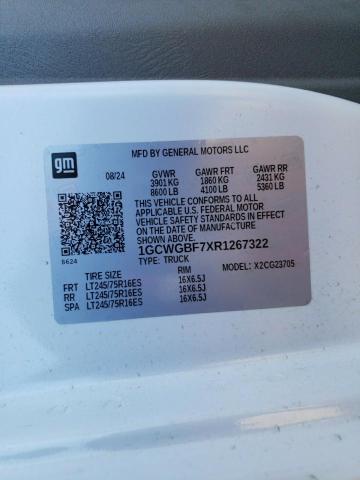 gm
MFD BY GENERAL MOTORS LLC
08/24 GVWR GAWR FRT GAWR RR
3901 KG 1860 KG 2431 KG
8600 LB 4100 LB 5360 LB
THIS VEHICLE CONFORMS TO ALL
APPLICABLE U.S. FEDERAL MOTOR
VEHICLE SAFETY STANDARDS IN
EFFECT ON THE DATE OF MANUFACTURE
SHOWN ABOVE.
1GCWGBF7XR1267322
8624 TYPE: TRUCK
TIRE SIZE RIM MODEL: X2CG23705
FRT LT245/75R16ES 16X6.5J
RR LT245/75R16ES 16X6.5J
SPA LT245/75R16ES 16X6.5J